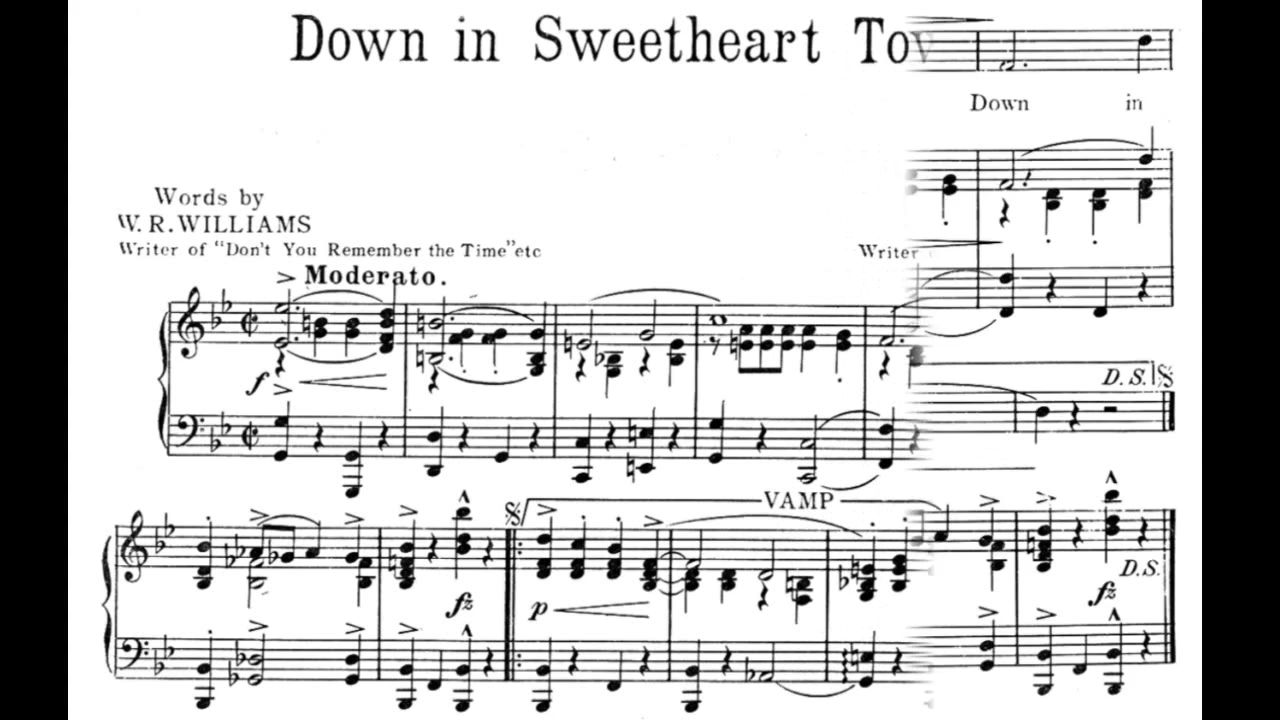 Down in Sweetheart To
Down in
Words by
W. R. WILLIAMS
Writer of "Don't You Remember the Time" etc
Writer
Moderato.
f
D. S.
VAMP
fz
p
fz
D.S.